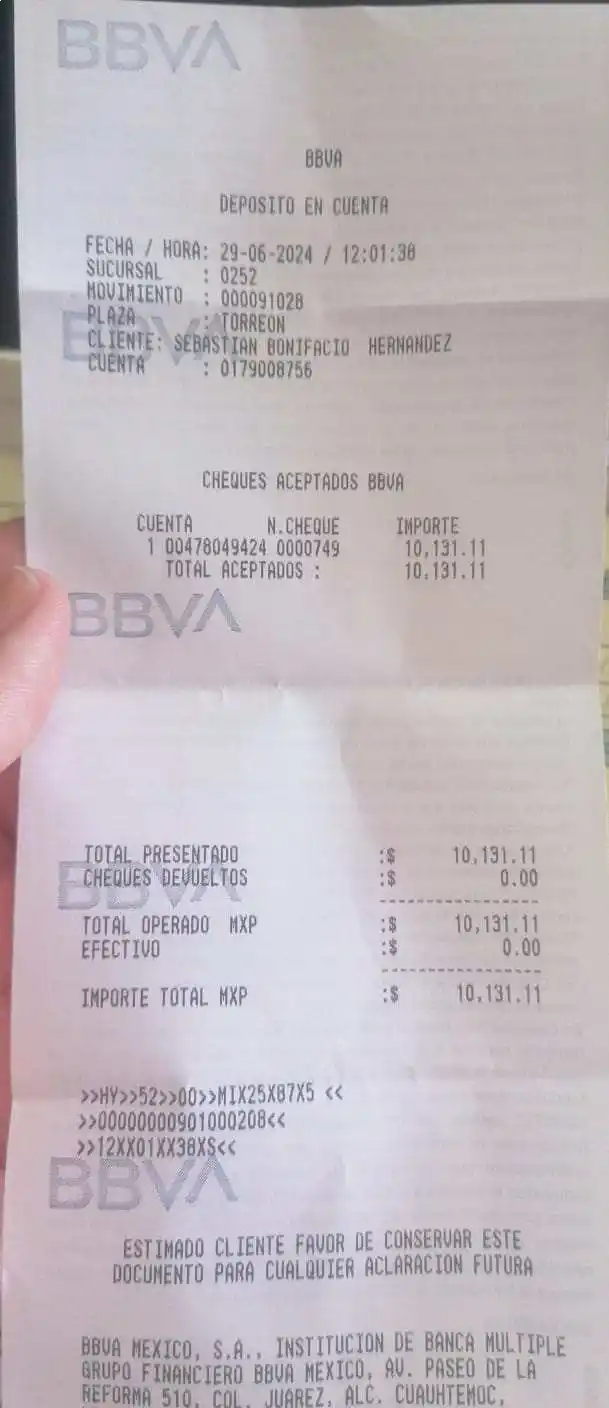 BBVA
BBVA
DEPOSITO EN CUENTA
FECHA / HORA: 29-06-2024 / 12:01:38
SUCURSAL : 0252
MOVIMIENTO : 000091028
PLAZA : TORREON
BBVA
CLIENTE: SEBASTIAN BONIFACIO HERNANDEZ
CUENTA : 0179008756
CHEQUES ACEPTADOS BBVA
CUENTA N.CHEQUE IMPORTE
1 00478049424 0000749 10,131.11
TOTAL ACEPTADOS : 10,131.11
BBVA
TOTAL PRESENTADO :$ 10,131.11
BBVA
CHEQUES DEVUELTOS :$ 0.00
TOTAL OPERADO MXP :$ 10,131.11
EFECTIVO :$ 0.00
IMPORTE TOTAL MXP :$ 10,131.11
>>HY>>52>>00>>MIX25X87X5 <<
>>00000000901000208<<
>>12XX01XX38XS<<
BBVA
ESTIMADO CLIENTE FAVOR DE CONSERVAR ESTE
DOCUMENTO PARA CUALQUIER ACLARACION FUTURA
BBVA MEXICO, S.A., INSTITUCION DE BANCA MULTIPLE
GRUPO FINANCIERO BBVA MEXICO, AV. PASEO DE LA
REFORMA 510, COL. JUAREZ, ALC. CUAUHTEMOC,